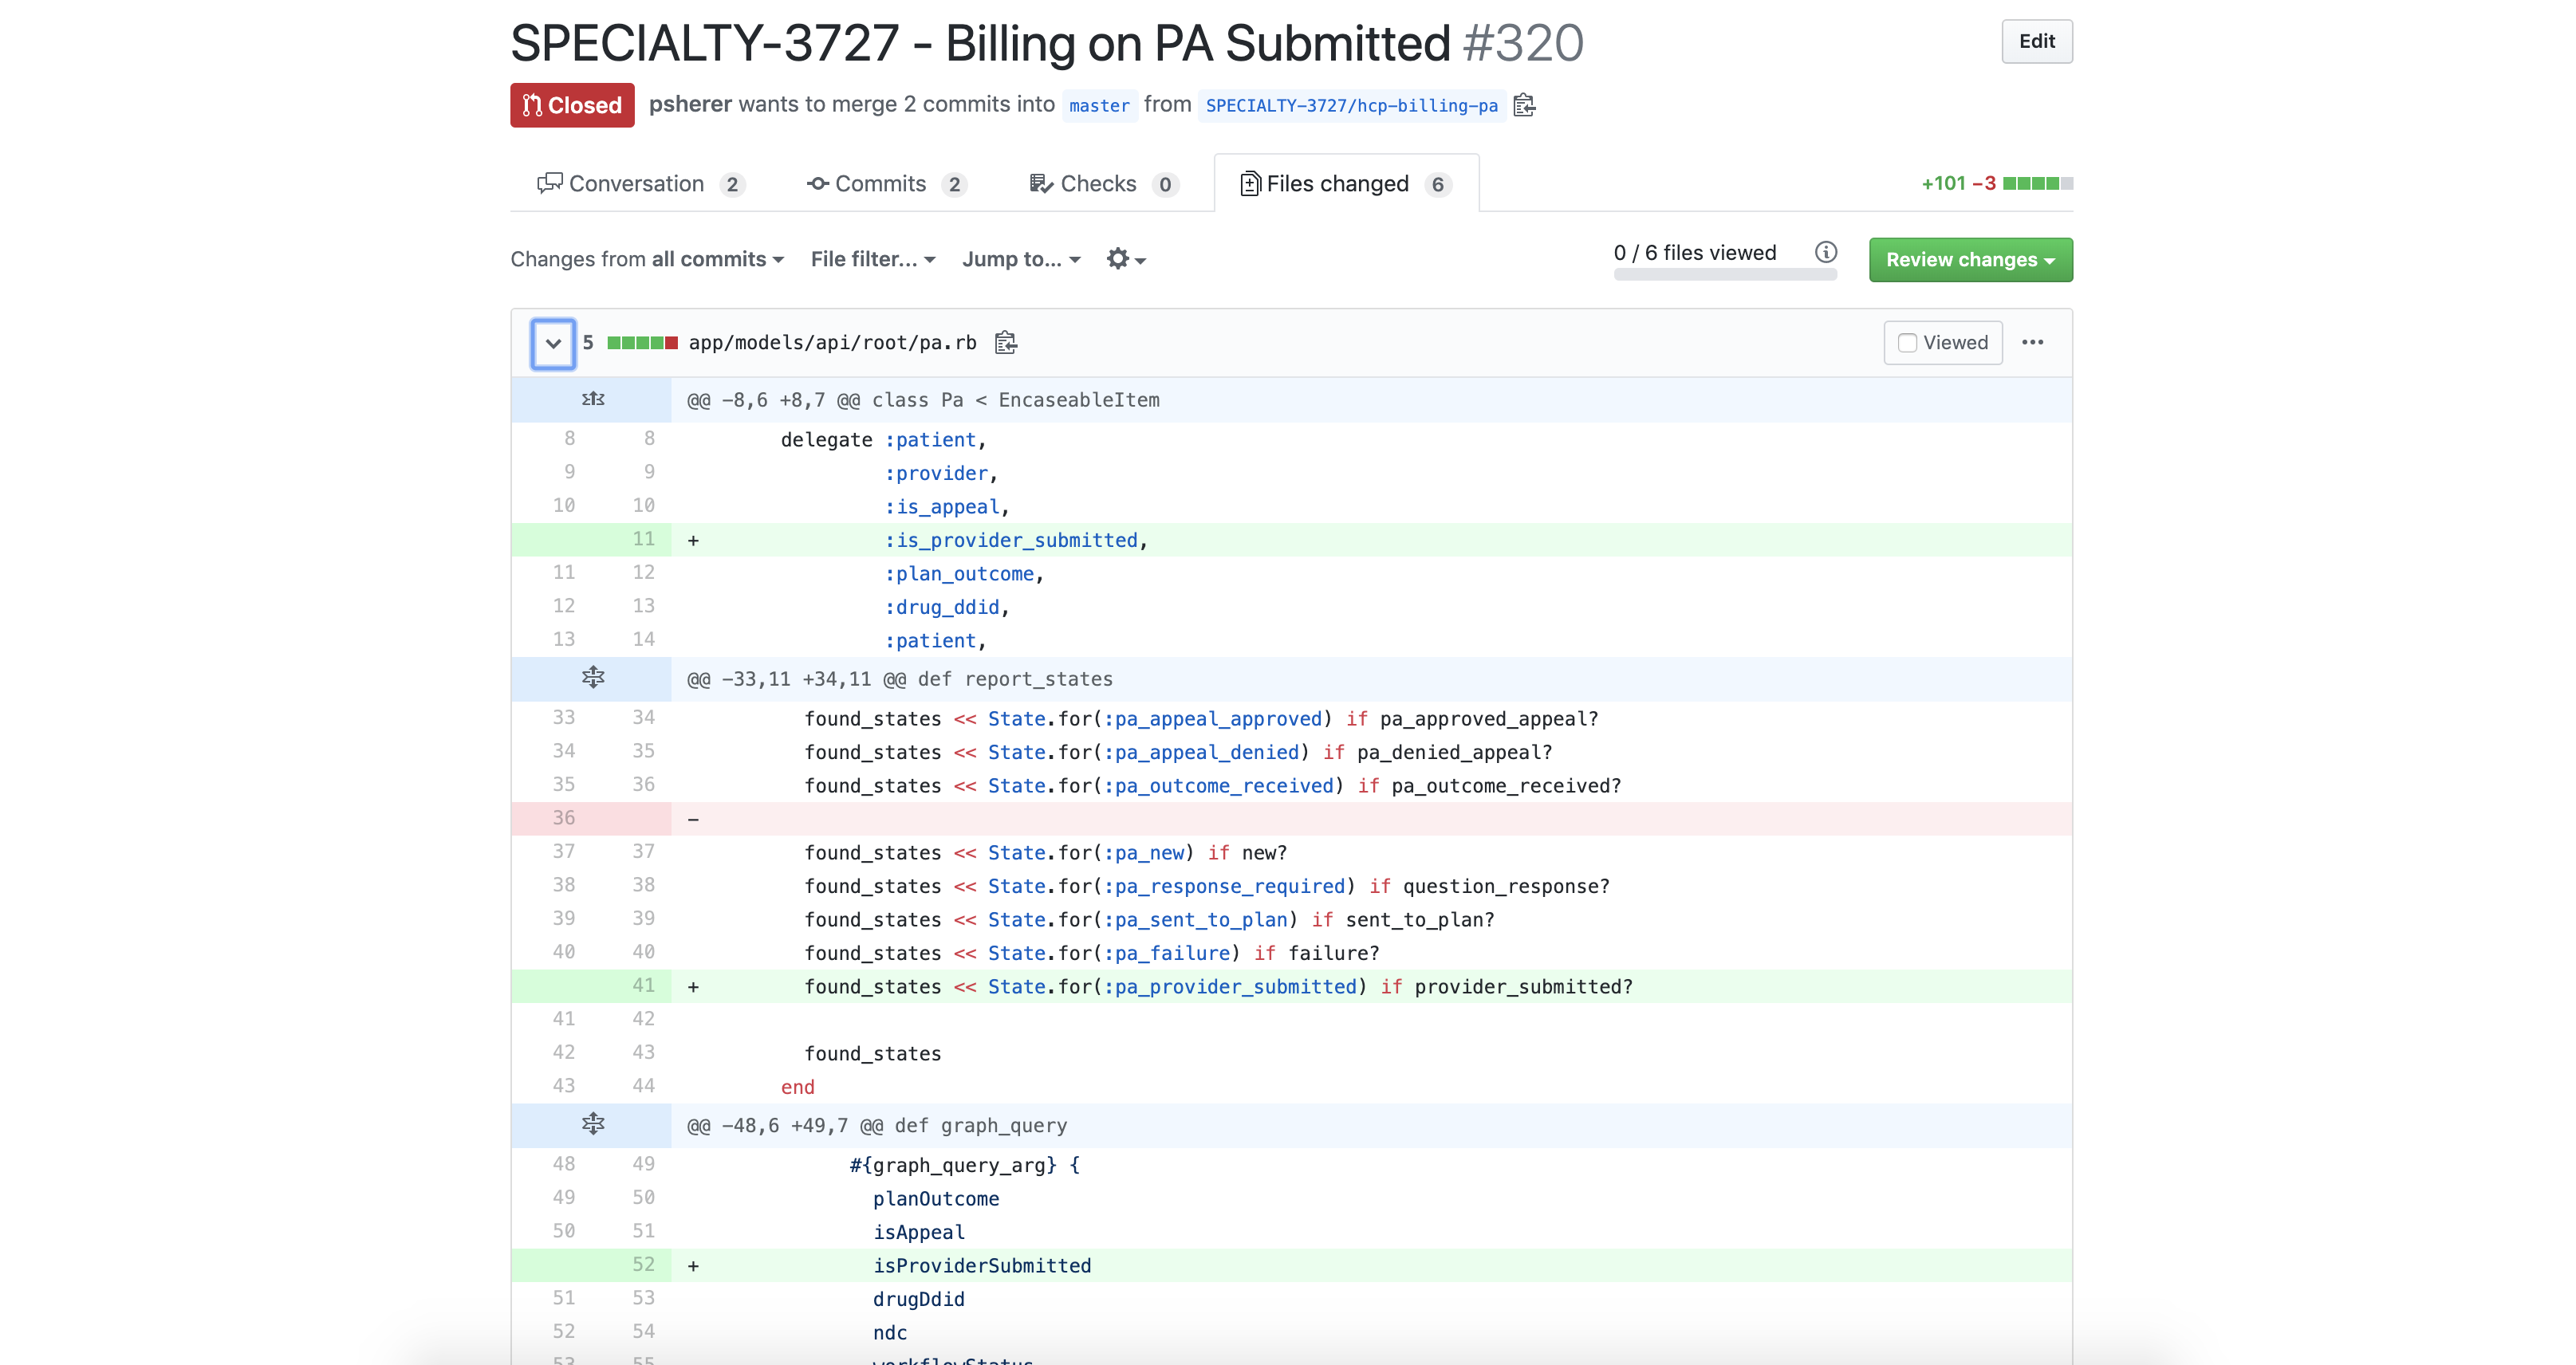 SPECIALTY-3727 - Billing on PA Submitted #320
Edit
Closed psherer wants to merge 2 commits into master from SPECIALTY-3727/hcp-billing-pa
Conversation 2 Commits 2 Checks 0 Files changed 6 +101 −3
Changes from all commits File filter... Jump to... 0 / 6 files viewed Review changes
5 app/models/api/root/pa.rb Viewed
@@ -8,6 +8,7 @@ class Pa < EncaseableItem
8 8 delegate :patient,
9 9 :provider,
10 10 :is_appeal,
11 + :is_provider_submitted,
11 12 :plan_outcome,
12 13 :drug_ddid,
13 14 :patient,
@@ -33,11 +34,11 @@ def report_states
33 34 found_states << State.for(:pa_appeal_approved) if pa_approved_appeal?
34 35 found_states << State.for(:pa_appeal_denied) if pa_denied_appeal?
35 36 found_states << State.for(:pa_outcome_received) if pa_outcome_received?
36 -
37 37 found_states << State.for(:pa_new) if new?
38 38 found_states << State.for(:pa_response_required) if question_response?
39 39 found_states << State.for(:pa_sent_to_plan) if sent_to_plan?
40 40 found_states << State.for(:pa_failure) if failure?
41 + found_states << State.for(:pa_provider_submitted) if provider_submitted?
41 42
42 43 found_states
43 44 end
@@ -48,6 +49,7 @@ def graph_query
48 49 #{graph_query_arg} {
49 50 planOutcome
50 51 isAppeal
52 + isProviderSubmitted
51 53 drugDdid
52 54 ndc
53 55 workflowStatus